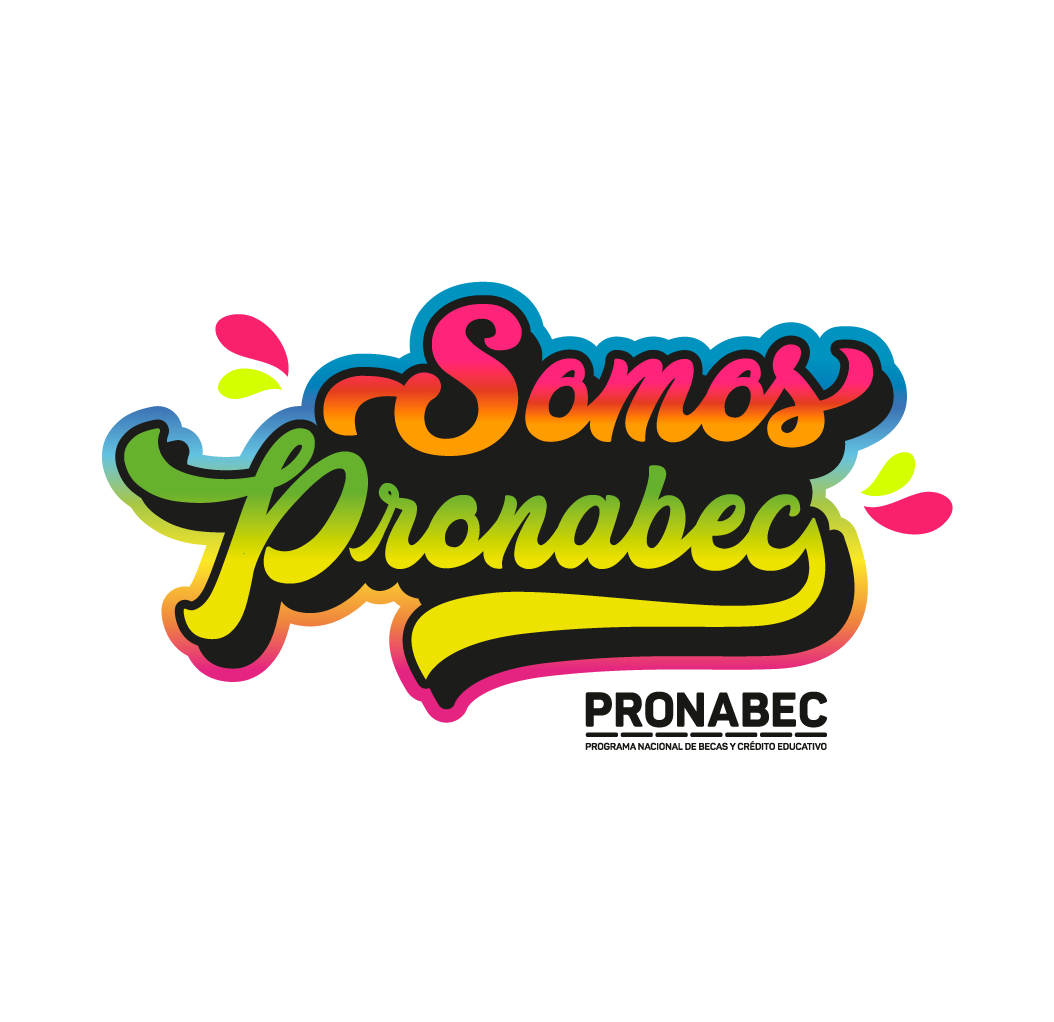 Somos
Pronabec
PRONABEC
PROGRAMA NACIONAL DE BECAS Y CRÉDITO EDUCATIVO